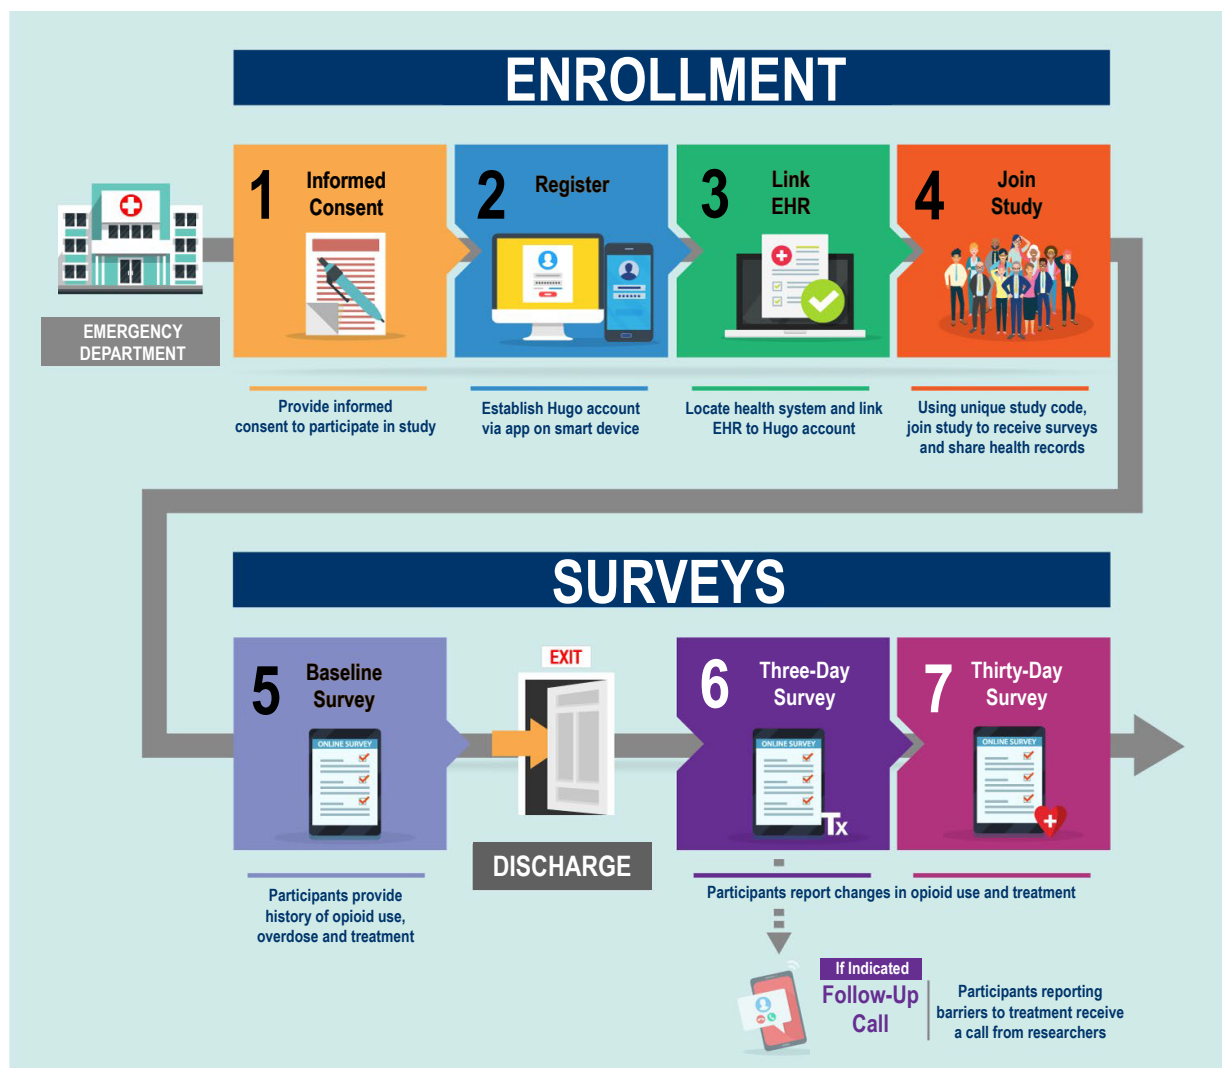 ENROLLMENT
1
Informed
Consent
2
Register
3
Link
EHR
4
Join
Study
EMERGENCY
DEPARTMENT
Provide informed
consent to participate in study
Establish Hugo account
via app on smart device
Locate health system and link
EHR to Hugo account
Using unique study code,
join study to receive surveys
and share health records
SURVEYS
5
Baseline
Survey
ONLINE SURVEY
EXIT
DISCHARGE
6
Three-Day
Survey
ONLINE SURVEY
Tx
7
Thirty-Day
Survey
ONLINE SURVEY
Participants provide
history of opioid use,
overdose and treatment
Participants report changes in opioid use and treatment
If Indicated
Follow-Up
Call
Participants reporting
barriers to treatment receive
a call from researchers